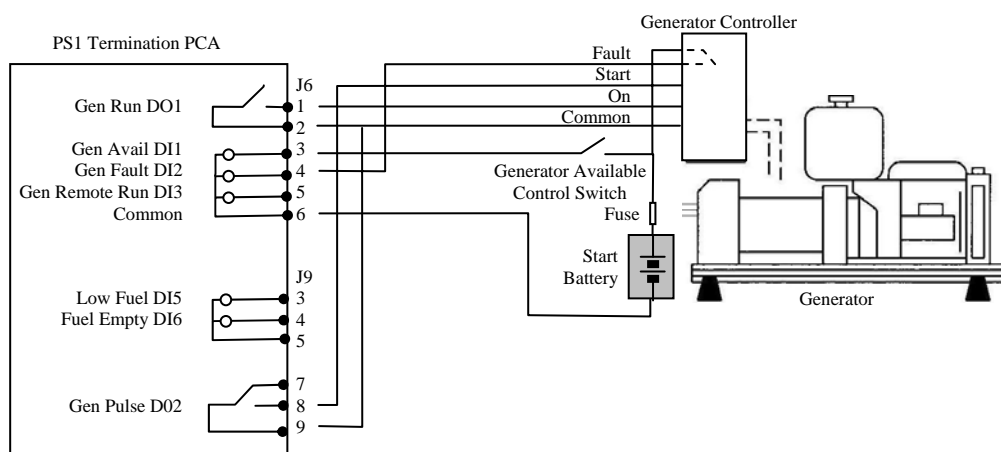 Generator Controller
PS1 Termination PCA
Fault
Start
On
Common
J6
Gen Run DO1
1
2
Gen Avail DI1
3
Gen Fault DI2
4
Gen Remote Run DI3
5
Common
6
Generator Available
Control Switch
Fuse
Start
Battery
Generator
J9
Low Fuel DI5
3
Fuel Empty DI6
4
5
7
Gen Pulse D02
8
9